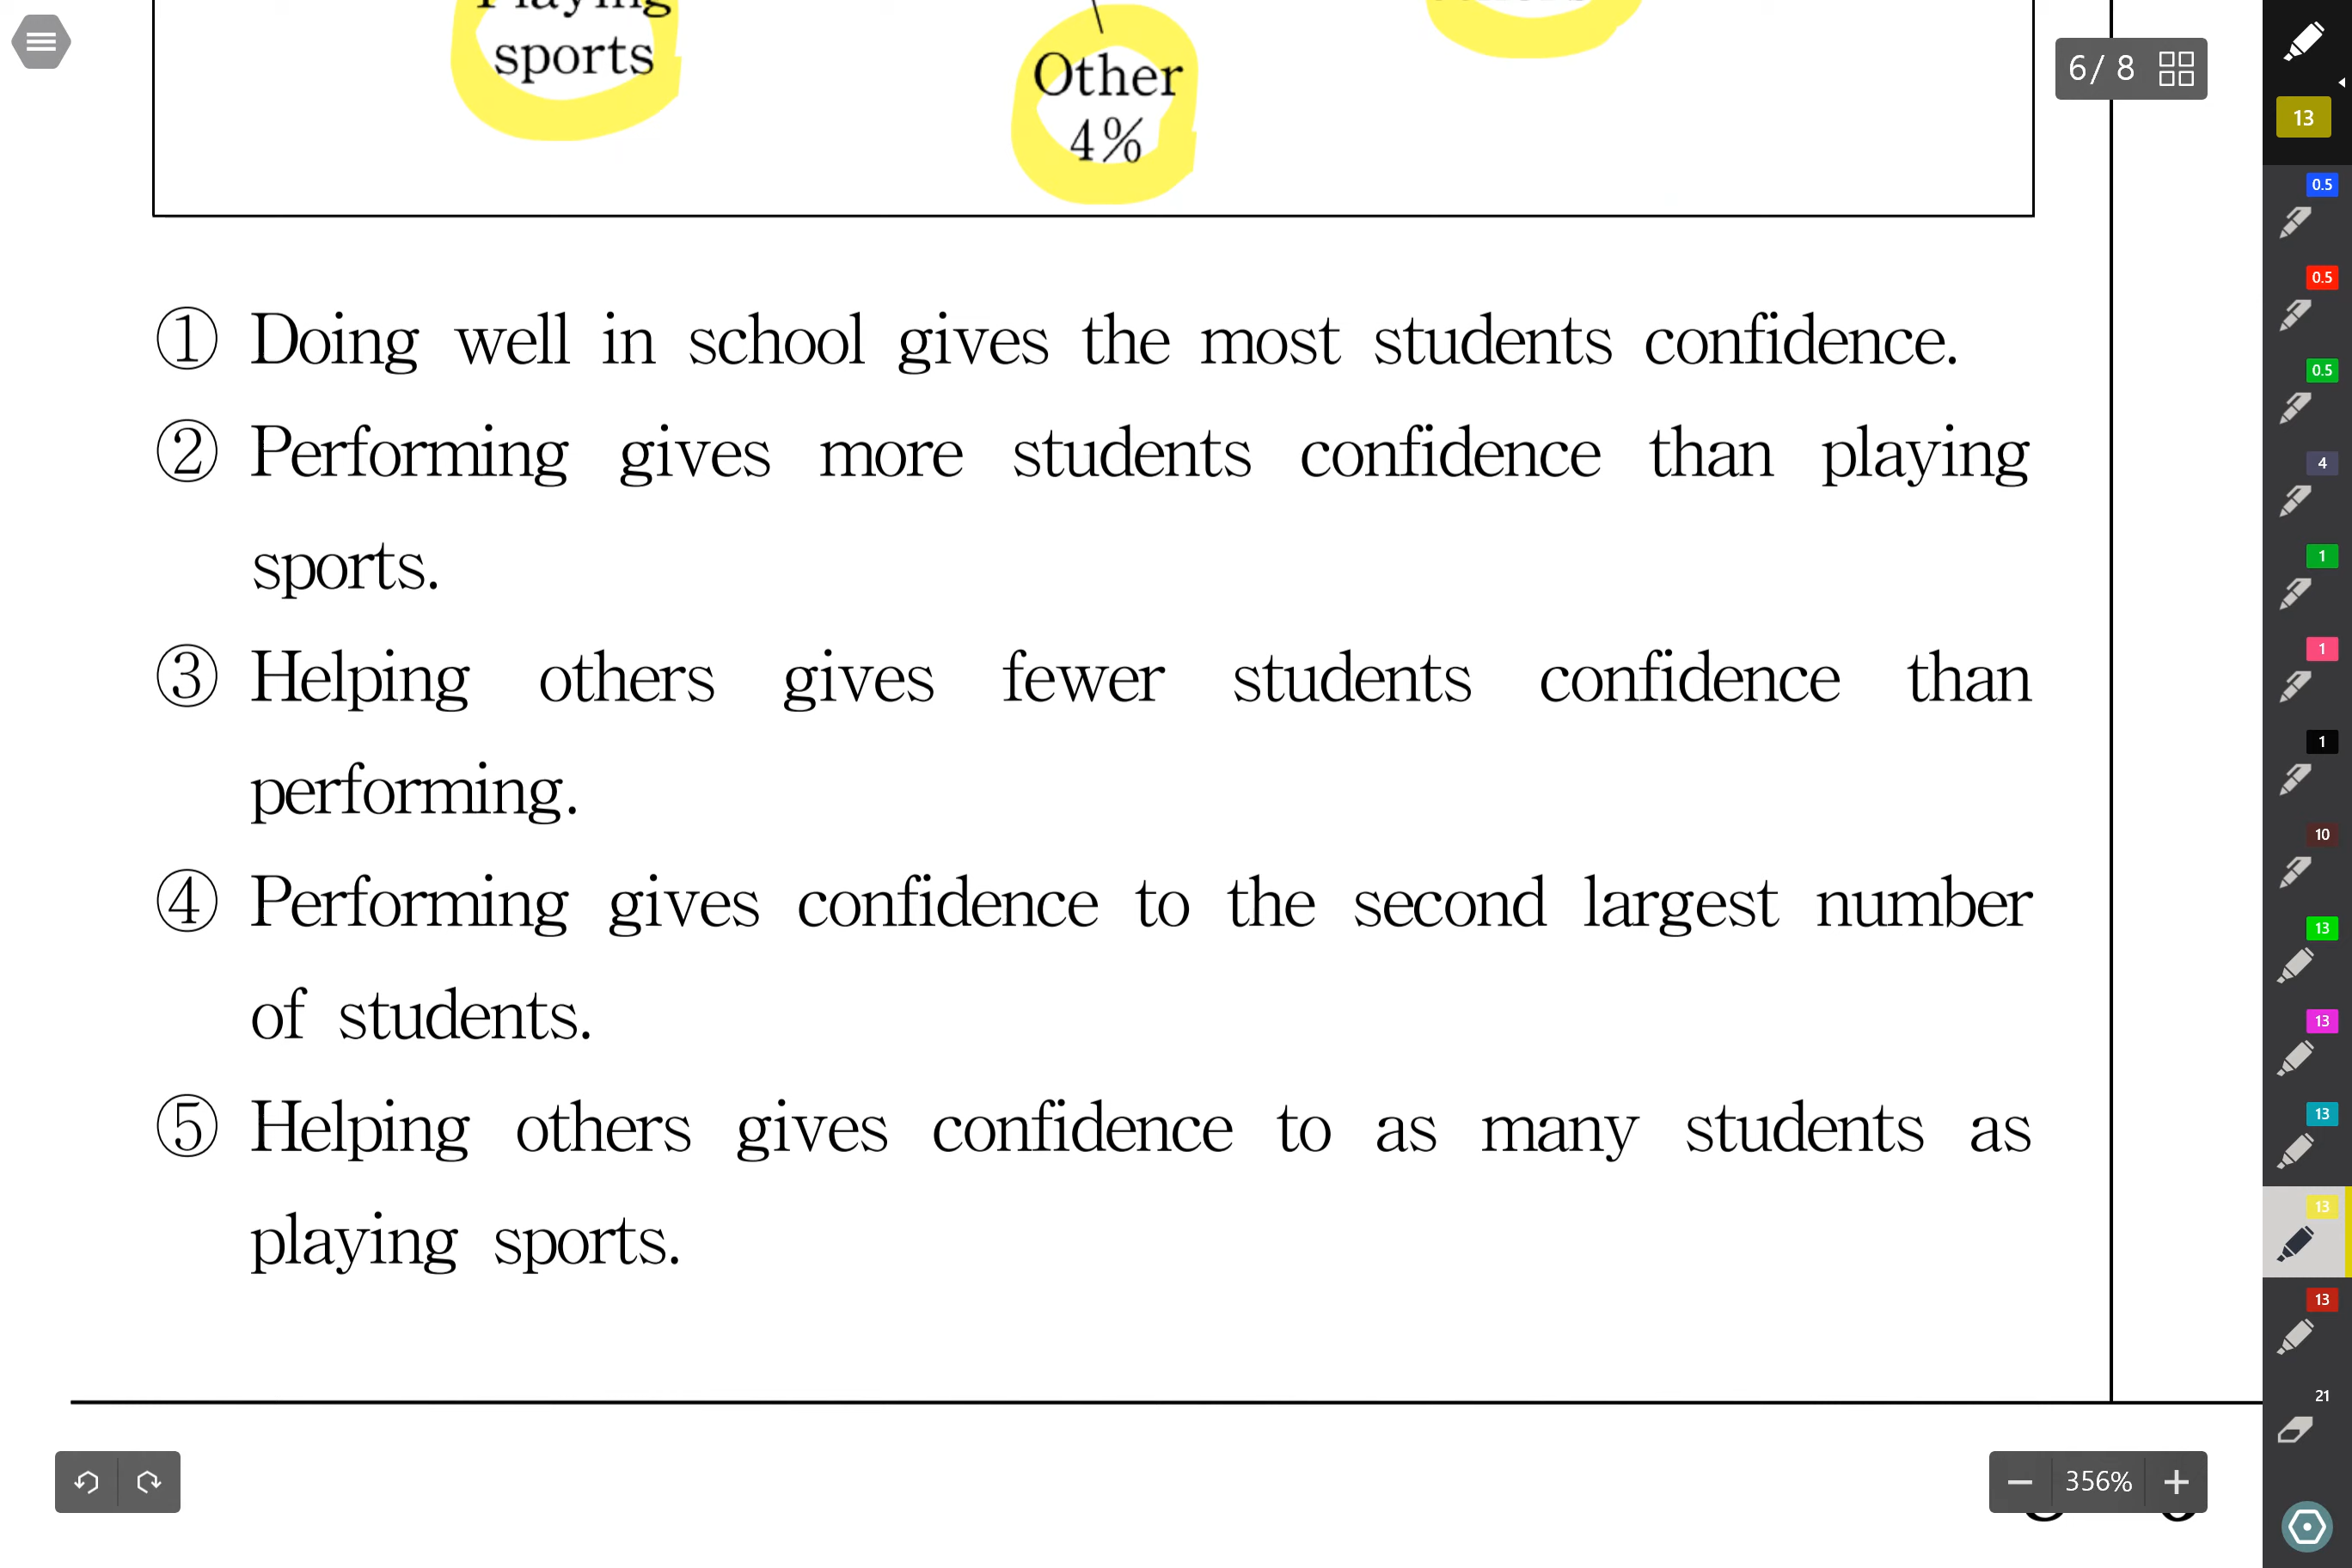 Playing
sports
Other
4%
6/ 8
① Doing well in school gives the most students confidence.
② Performing gives more students confidence than playing
sports.
③ Helping others gives fewer students confidence than
performing.
④ Performing gives confidence to the second largest number
of students.
⑤ Helping others gives confidence to as many students as
playing sports.
356%
13
0.5
0.5
0.5
4
1
1
1
10
13
13
13
13
13
21